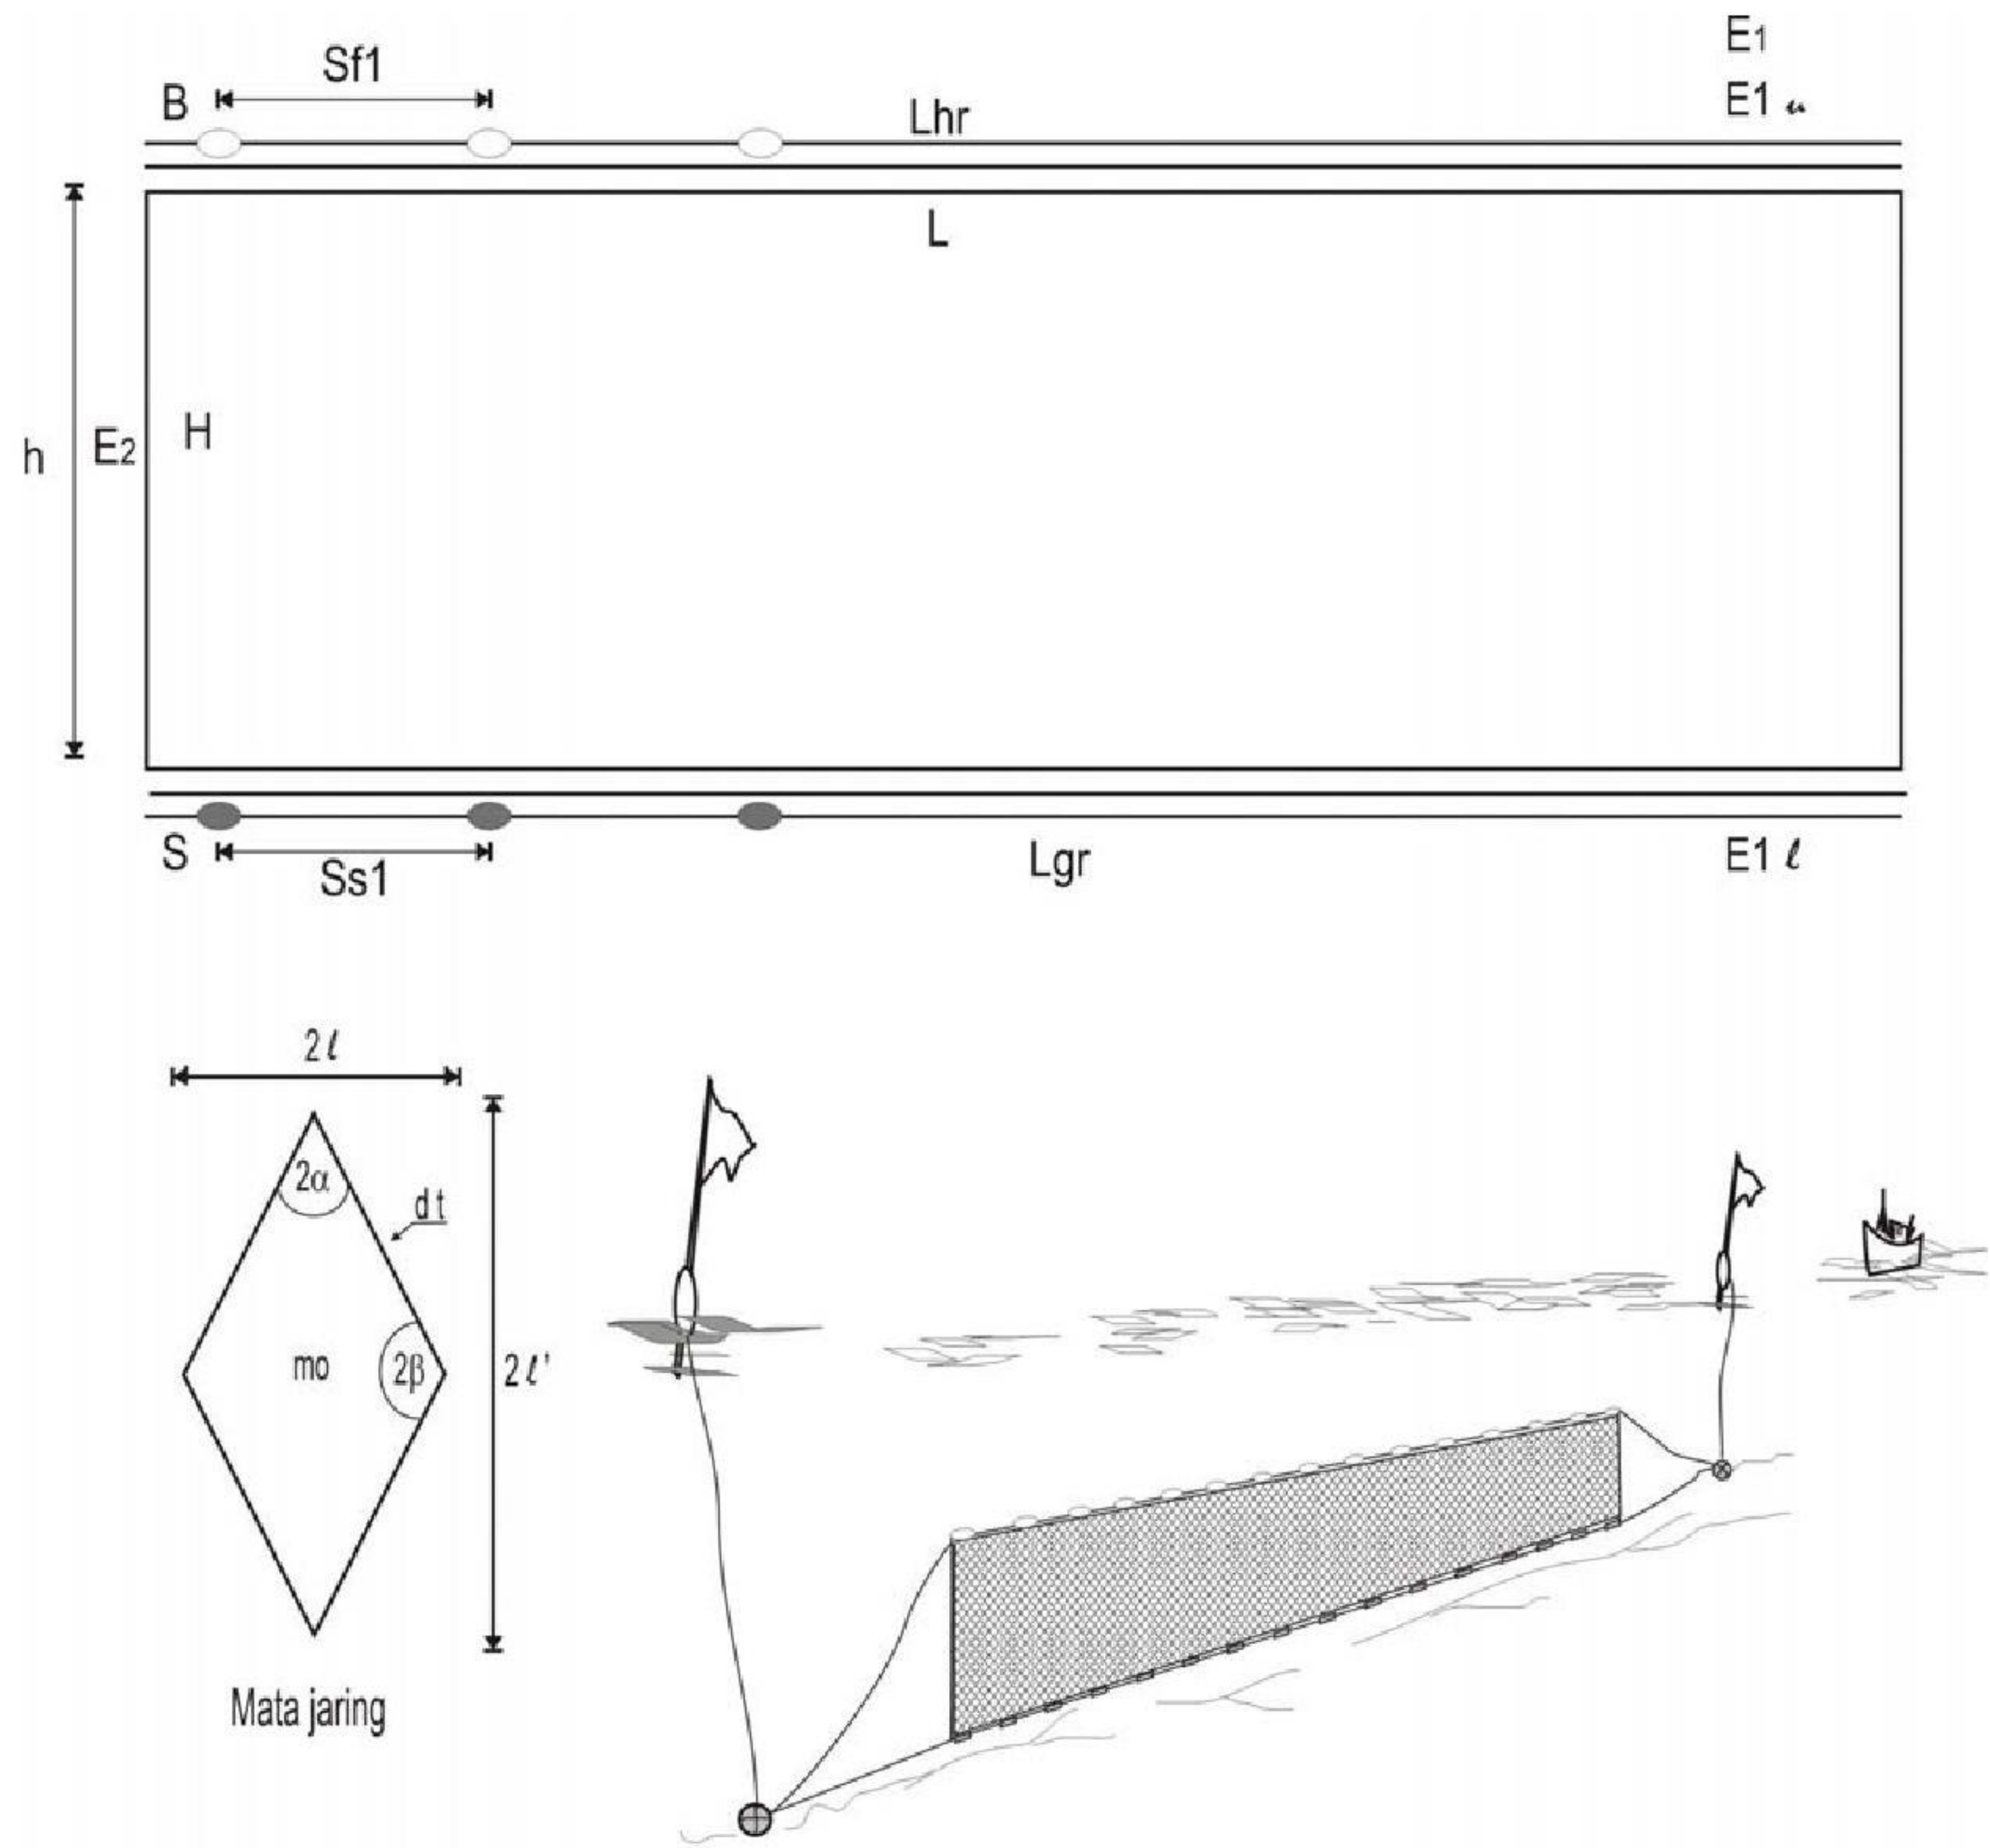 E1
Sf1
B
Lhr
E1 u
L
h
E2
H
S
Ss1
Lgr
E1 ℓ
2ℓ
2α
dt
mo
2β
2ℓ'
Mata jaring